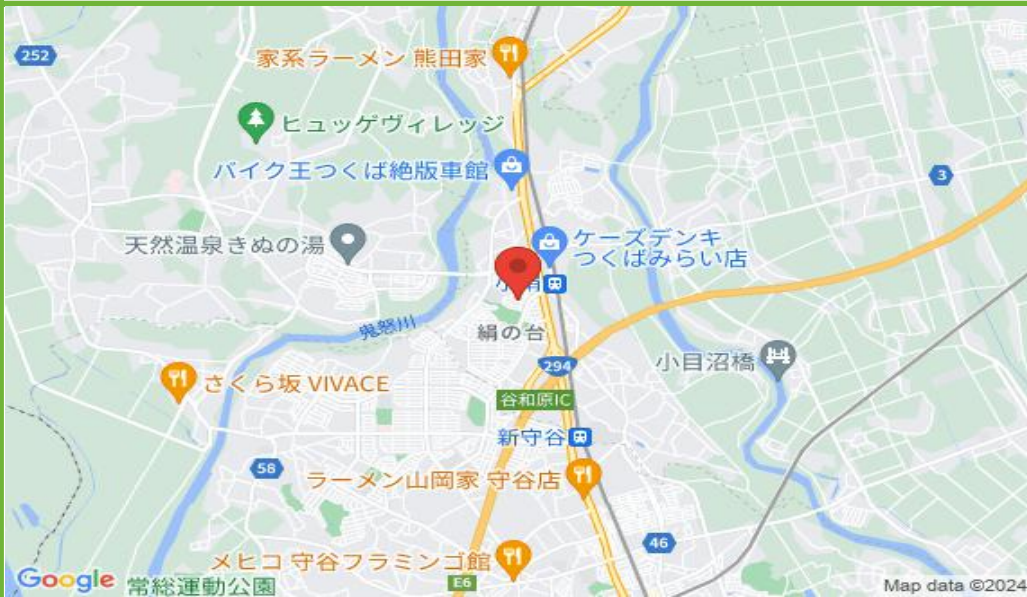 252
家系ラーメン 熊田家
ヒュッゲヴィレッジ
バイク王つくば絶版車館
3
天然温泉きぬの湯
ケーズデンキ
つくばみらい店
小絹
鬼怒川
絹の台
294
小目沼橋
さくら坂 VIVACE
谷和原IC
新守谷
58
ラーメン山岡家 守谷店
46
メヒコ 守谷フラミンゴ館
E6
Google
常総運動公園
Map data ©2024